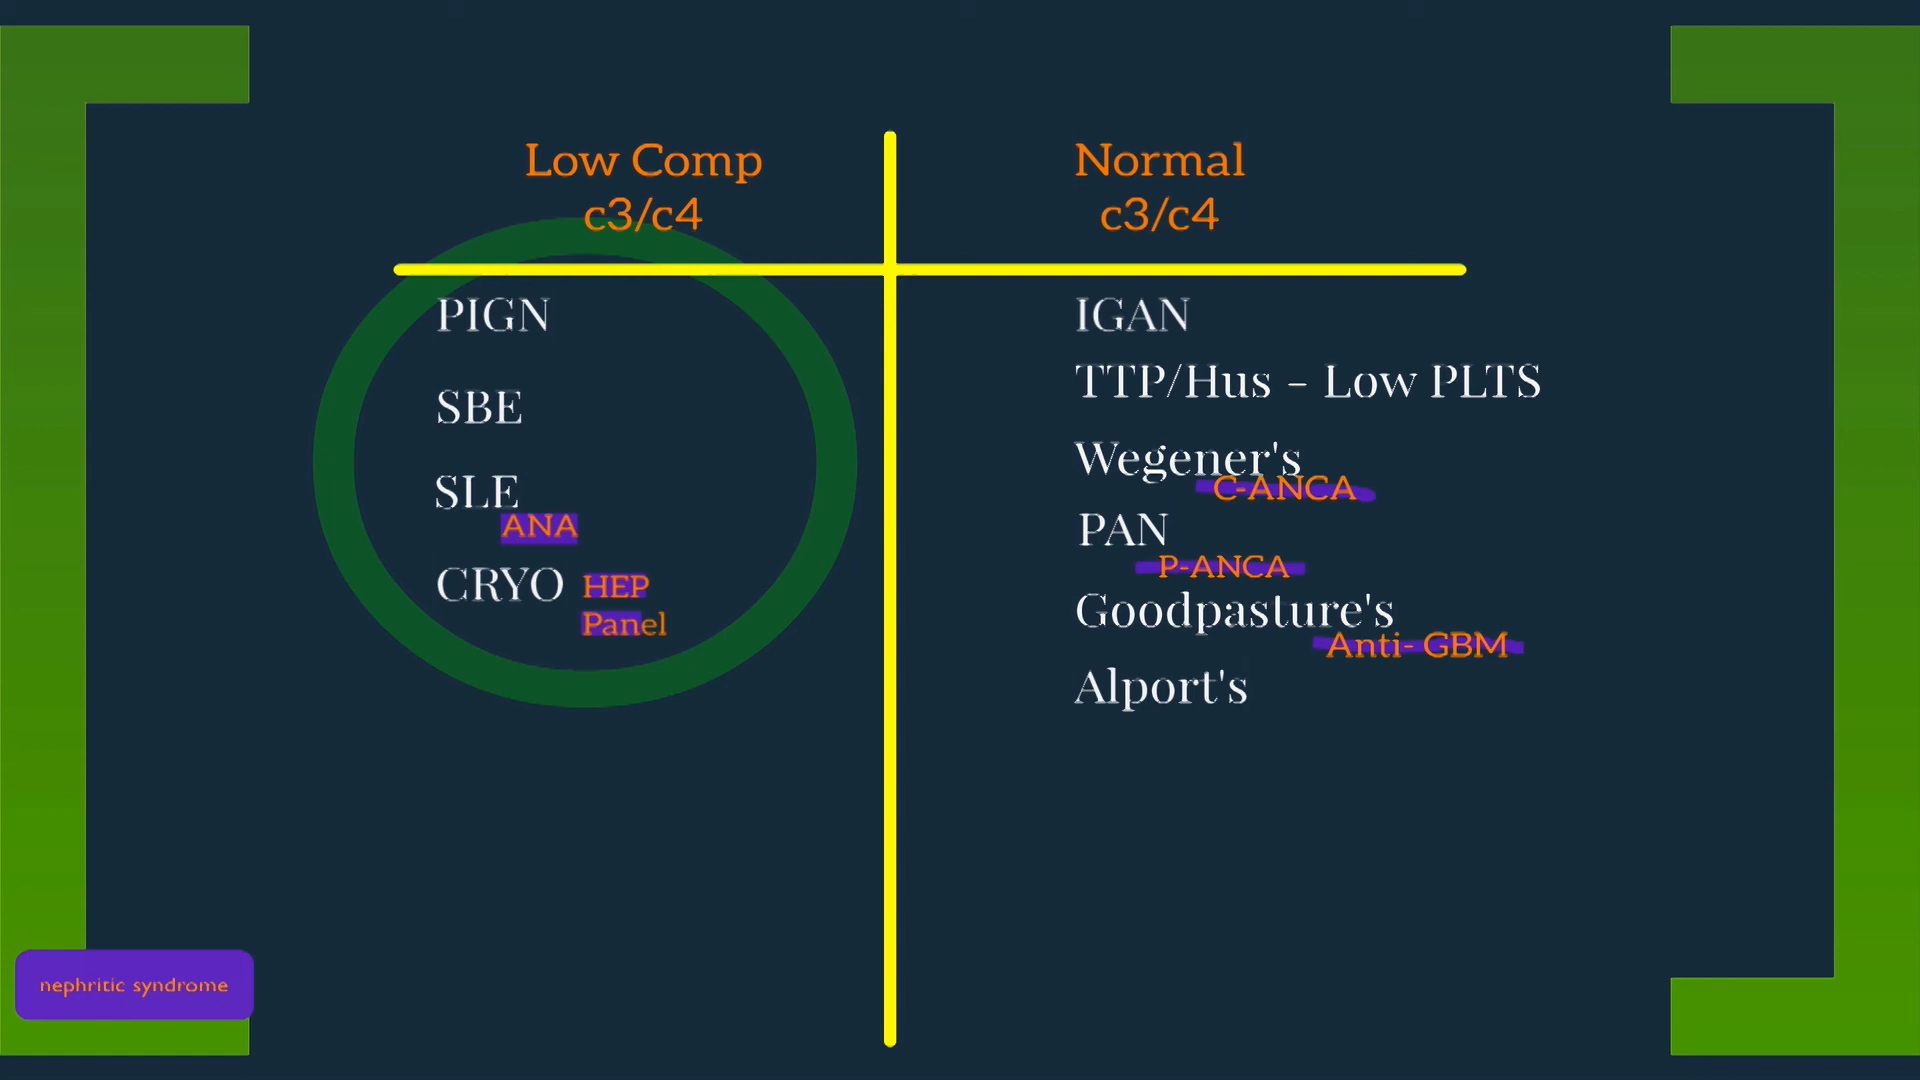 Low Comp
c3/c4
PIGN
SBE
SLE
ANA
CRYO HEP
Panel
Normal
c3/c4
IGAN
TTP/Hus - Low PLTS
Wegener's
C-ANCA
PAN
P-ANCA
Goodpasture's
Anti- GBM
Alport's
nephritic syndrome